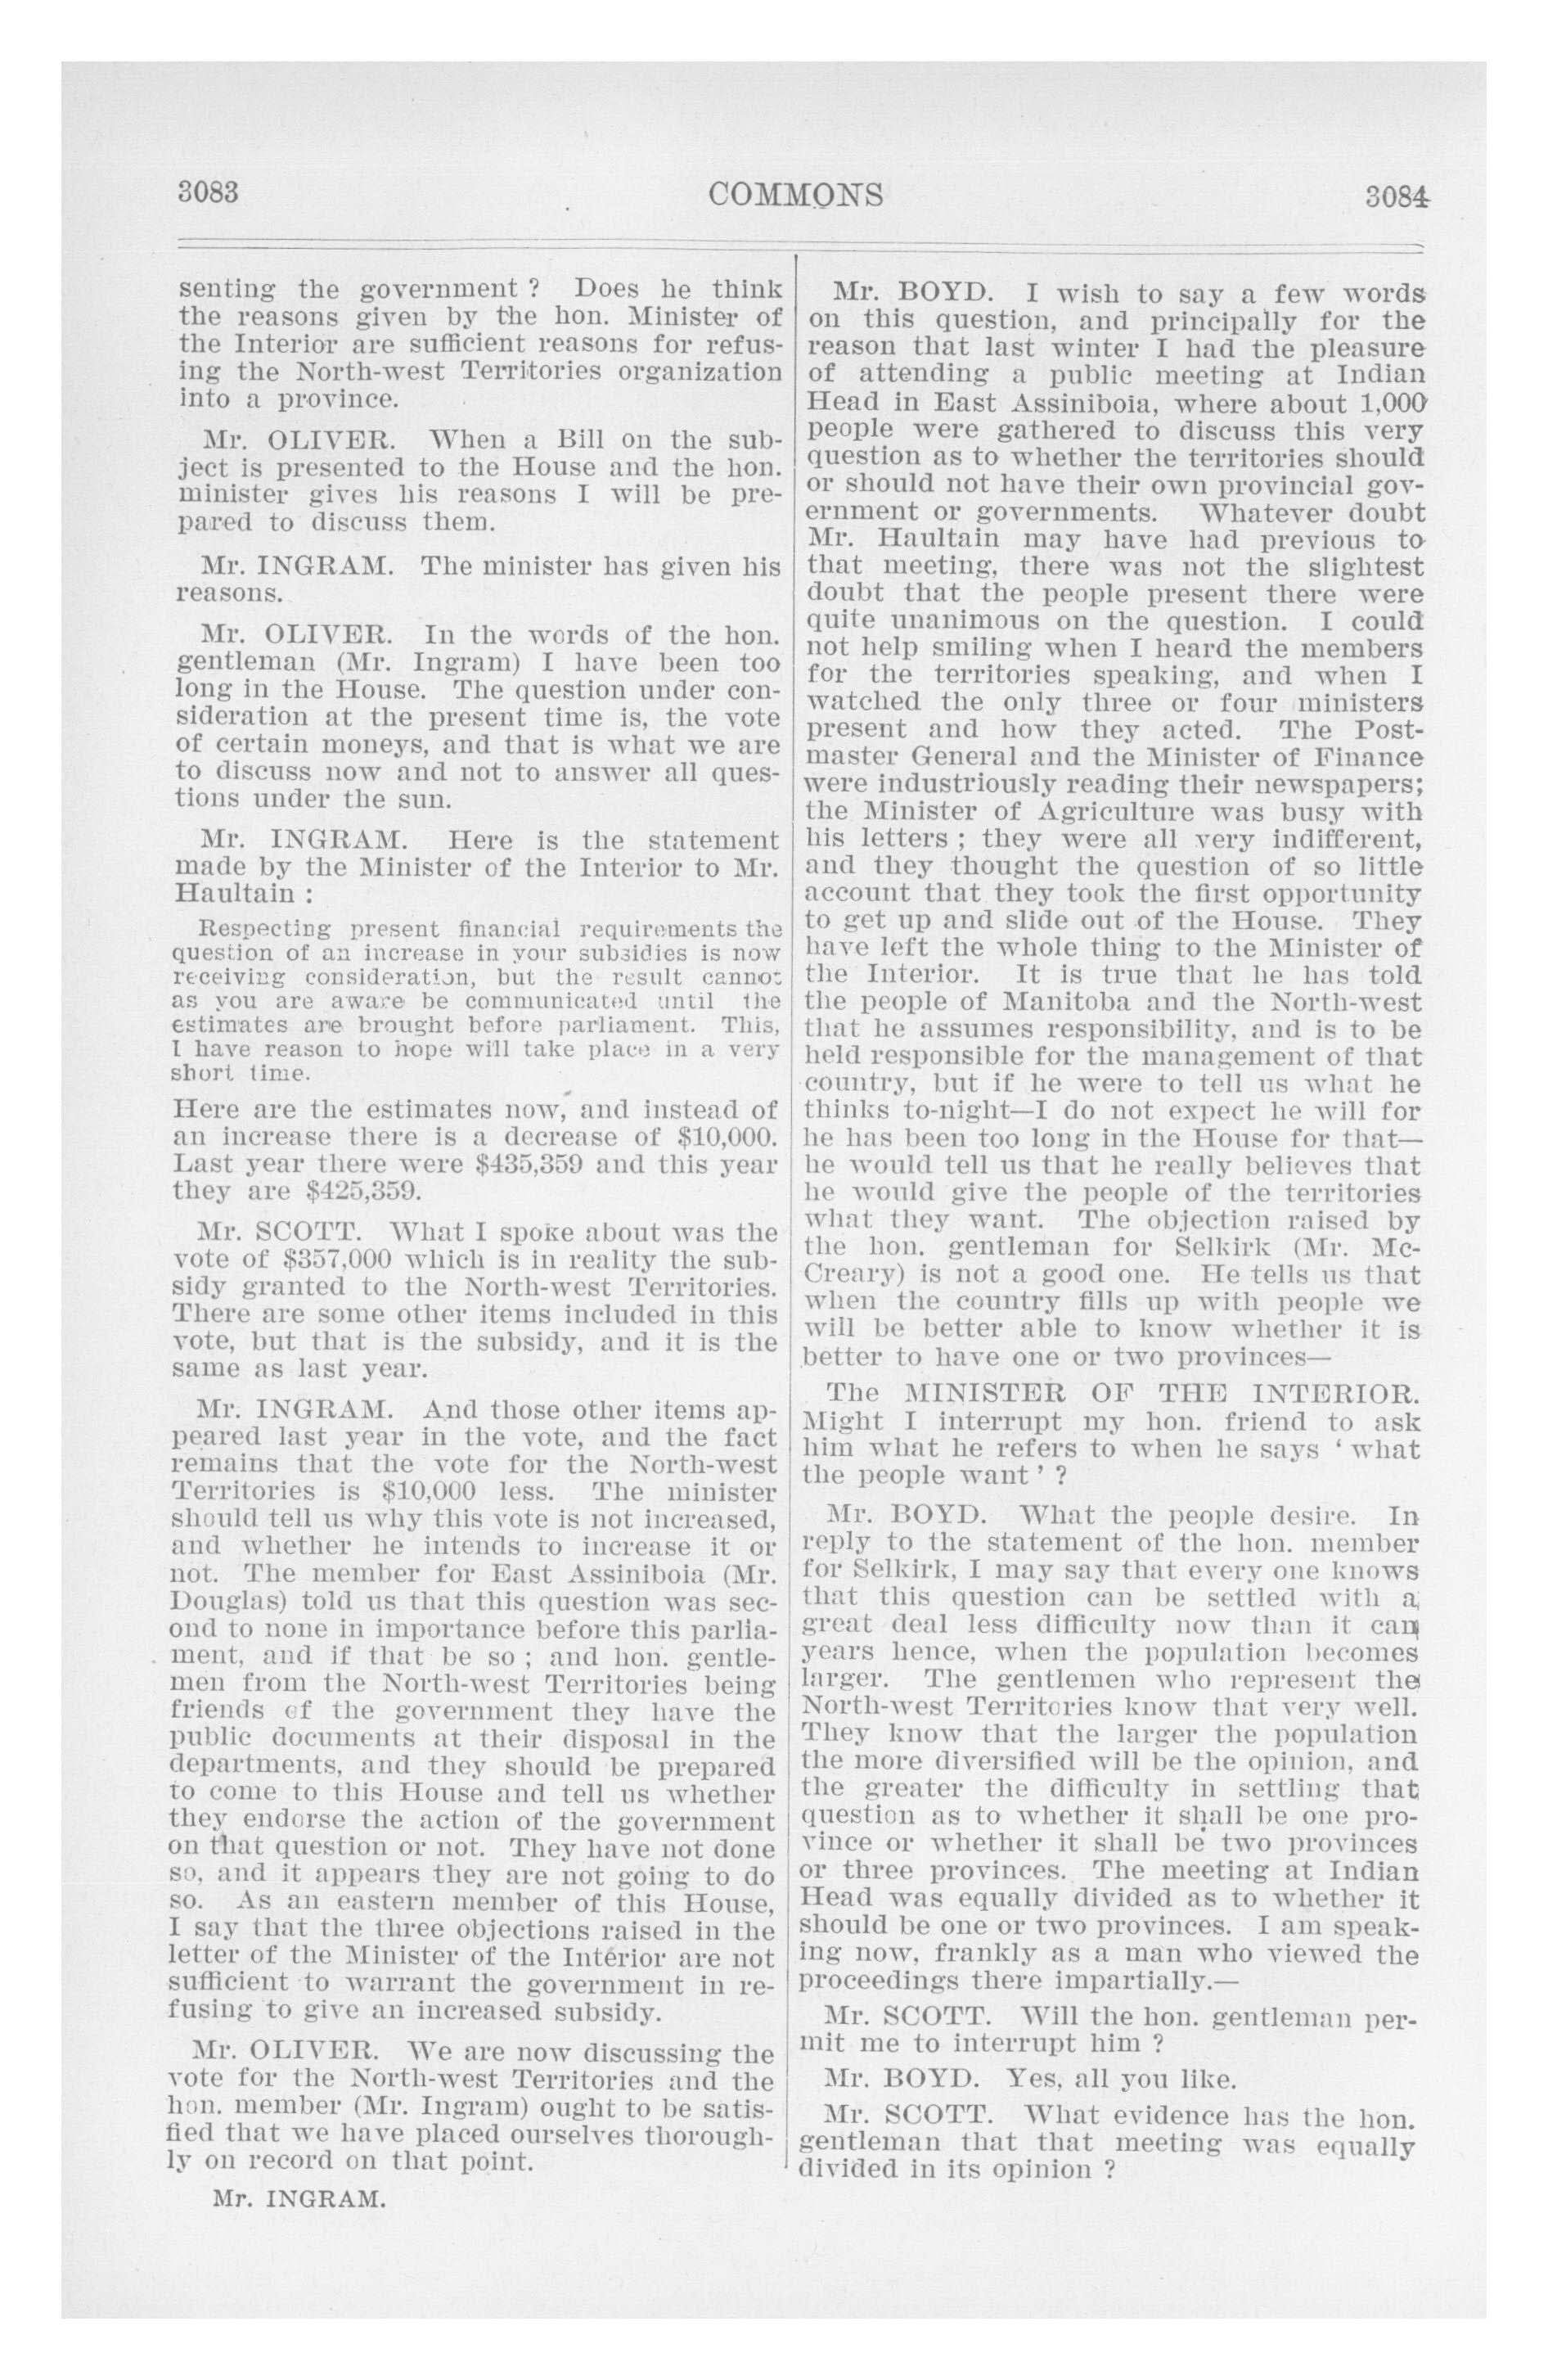 3083
COMMONS
3084
senting the government ? Does he think
the reasons given by the hon. Minister of
the Interior are sufficient reasons for refus-
ing the North-west Territories organization
into a province.
Mr. OLIVER. When a Bill on the sub-
ject is presented to the House and the hon.
minister gives his reasons I will be pre-
pared to discuss them.
Mr. INGRAM. The minister has given his
reasons.
Mr. OLIVER. In the words of the hon.
gentleman (Mr. Ingram) I have been too
long in the House. The question under con-
sideration at the present time is, the vote
of certain moneys, and that is what we are
to discuss now and not to answer all ques-
tions under the sun.
Mr. INGRAM. Here is the statement
made by the Minister of the Interior to Mr.
Haultain :
Respecting present financial requirements the
question of an increase in your subsidies is now
receiving consideration, but the result cannot
as you are aware be communicated until the
estimates are brought before parliament. This,
I have reason to hope will take place in a very
short time.
Here are the estimates now, and instead of
an increase there is a decrease of $10,000.
Last year there were $435,359 and this year
they are $425,359.
Mr. SCOTT. What I spoke about was the
vote of $357,000 which is in reality the sub-
sidy granted to the North-west Territories.
There are some other items included in this
vote, but that is the subsidy, and it is the
same as last year.
Mr. INGRAM. And those other items ap-
peared last year in the vote, and the fact
remains that the vote for the North-west
Territories is $10,000 less. The minister
should tell us why this vote is not increased,
and whether he intends to increase it or
not. The member for East Assiniboia (Mr.
Douglas) told us that this question was sec-
ond to none in importance before this parlia-
ment, and if that be so ; and hon. gentle-
men from the North-west Territories being
friends of the government they have the
public documents at their disposal in the
departments, and they should be prepared
to come to this House and tell us whether
they endorse the action of the government
on that question or not. They have not done
so, and it appears they are not going to do
so. As an eastern member of this House,
I say that the three objections raised in the
letter of the Minister of the Interior are not
sufficient to warrant the government in re-
fusing to give an increased subsidy.
Mr. OLIVER. We are now discussing the
vote for the North-west Territories and the
hon. member (Mr. Ingram) ought to be satis-
fied that we have placed ourselves thorough-
ly on record on that point.
Mr. INGRAM.
Mr. BOYD. I wish to say a few words
on this question, and principally for the
reason that last winter I had the pleasure
of attending a public meeting at Indian
Head in East Assiniboia, where about 1,000
people were gathered to discuss this very
question as to whether the territories should
or should not have their own provincial gov-
ernment or governments. Whatever doubt
Mr. Haultain may have had previous to
that meeting, there was not the slightest
doubt that the people present there were
quite unanimous on the question. I could
not help smiling when I heard the members
for the territories speaking, and when I
watched the only three or four ministers
present and how they acted. The Post-
master General and the Minister of Finance
were industriously reading their newspapers;
the Minister of Agriculture was busy with
his letters ; they were all very indifferent,
and they thought the question of so little
account that they took the first opportunity
to get up and slide out of the House. They
have left the whole thing to the Minister of
the Interior. It is true that he has told
the people of Manitoba and the North-west
that he assumes responsibility, and is to be
held responsible for the management of that
country, but if he were to tell us what he
thinks to-night—I do not expect he will for
he has been too long in the House for that—
he would tell us that he really believes that
he would give the people of the territories
what they want. The objection raised by
the hon. gentleman for Selkirk (Mr. Mc-
Creary) is not a good one. He tells us that
when the country fills up with people we
will be better able to know whether it is
better to have one or two provinces—
The MINISTER OF THE INTERIOR.
Might I interrupt my hon. friend to ask
him what he refers to when he says ‘ what
the people want ’ ?
Mr. BOYD. What the people desire. In
reply to the statement of the hon. member
for Selkirk, I may say that every one knows
that this question can be settled with a
great deal less difficulty now than it can
years hence, when the population becomes
larger. The gentlemen who represent the
North-west Territories know that very well.
They know that the larger the population
the more diversified will be the opinion, and
the greater the difficulty in settling that
question as to whether it shall be one pro-
vince or whether it shall be two provinces
or three provinces. The meeting at Indian
Head was equally divided as to whether it
should be one or two provinces. I am speak-
ing now, frankly as a man who viewed the
proceedings there impartially.—
Mr. SCOTT. Will the hon. gentleman per-
mit me to interrupt him ?
Mr. BOYD. Yes, all you like.
Mr. SCOTT. What evidence has the hon.
gentleman that that meeting was equally
divided in its opinion ?